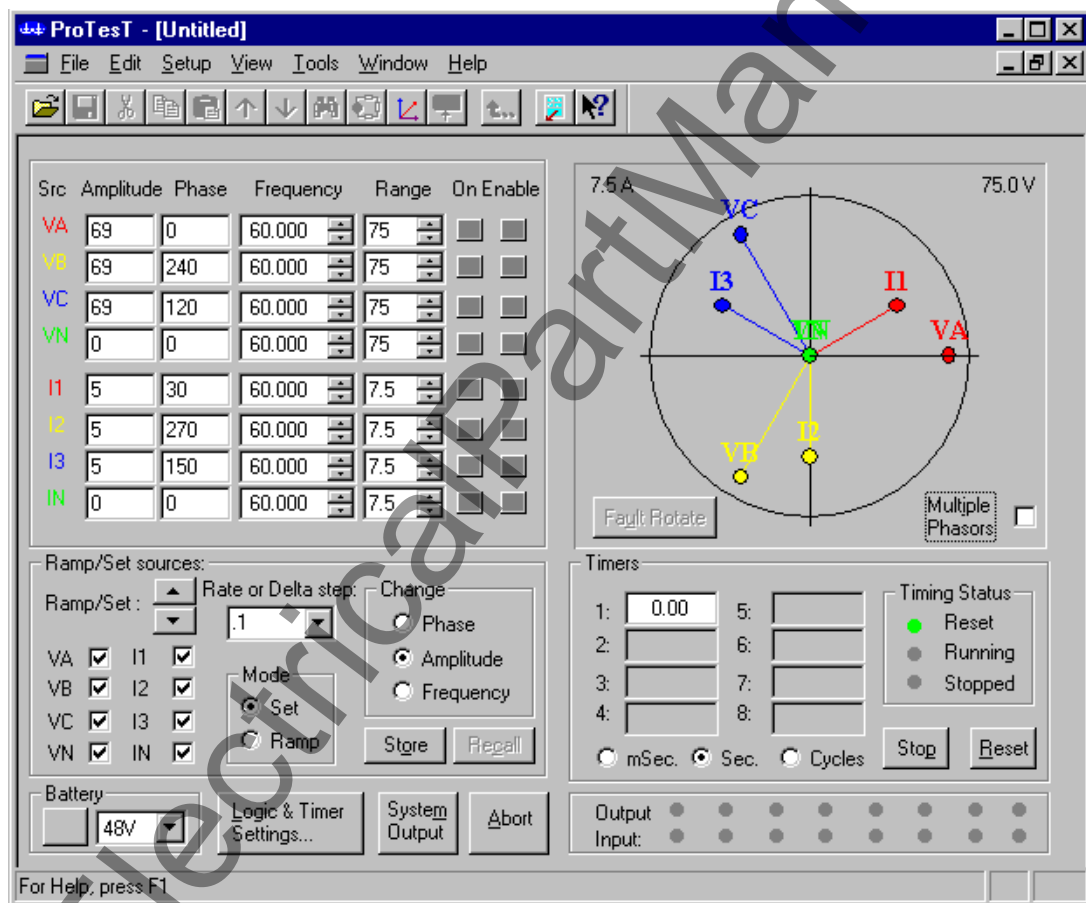 ProTesT - [Untitled]
File Edit Setup View Tools Window Help
Src Amplitude Phase Frequency Range On Enable
VA 69 0 60.000 75
VB 69 240 60.000 75
VC 69 120 60.000 75
VN 0 0 60.000 75
I1 5 30 60.000 7.5
I2 5 270 60.000 7.5
I3 5 150 60.000 7.5
IN 0 0 60.000 7.5
7.5 A 75.0 V
VC
I3 I1
VN VA
VB I2
Fault Rotate
Multiple
Phasors
Ramp/Set sources:
Ramp/Set :
Rate or Delta step:
.1
VA I1
VB I2
VC I3
VN IN
Mode
Set
Ramp
Change
Phase
Amplitude
Frequency
Store Recall
Timers
1: 0.00 5:
2: 6:
3: 7:
4: 8:
mSec. Sec. Cycles
Timing Status
Reset
Running
Stopped
Stop Reset
Battery
48V
Logic & Timer
Settings...
System
Output
Abort
Output
Input:
For Help, press F1